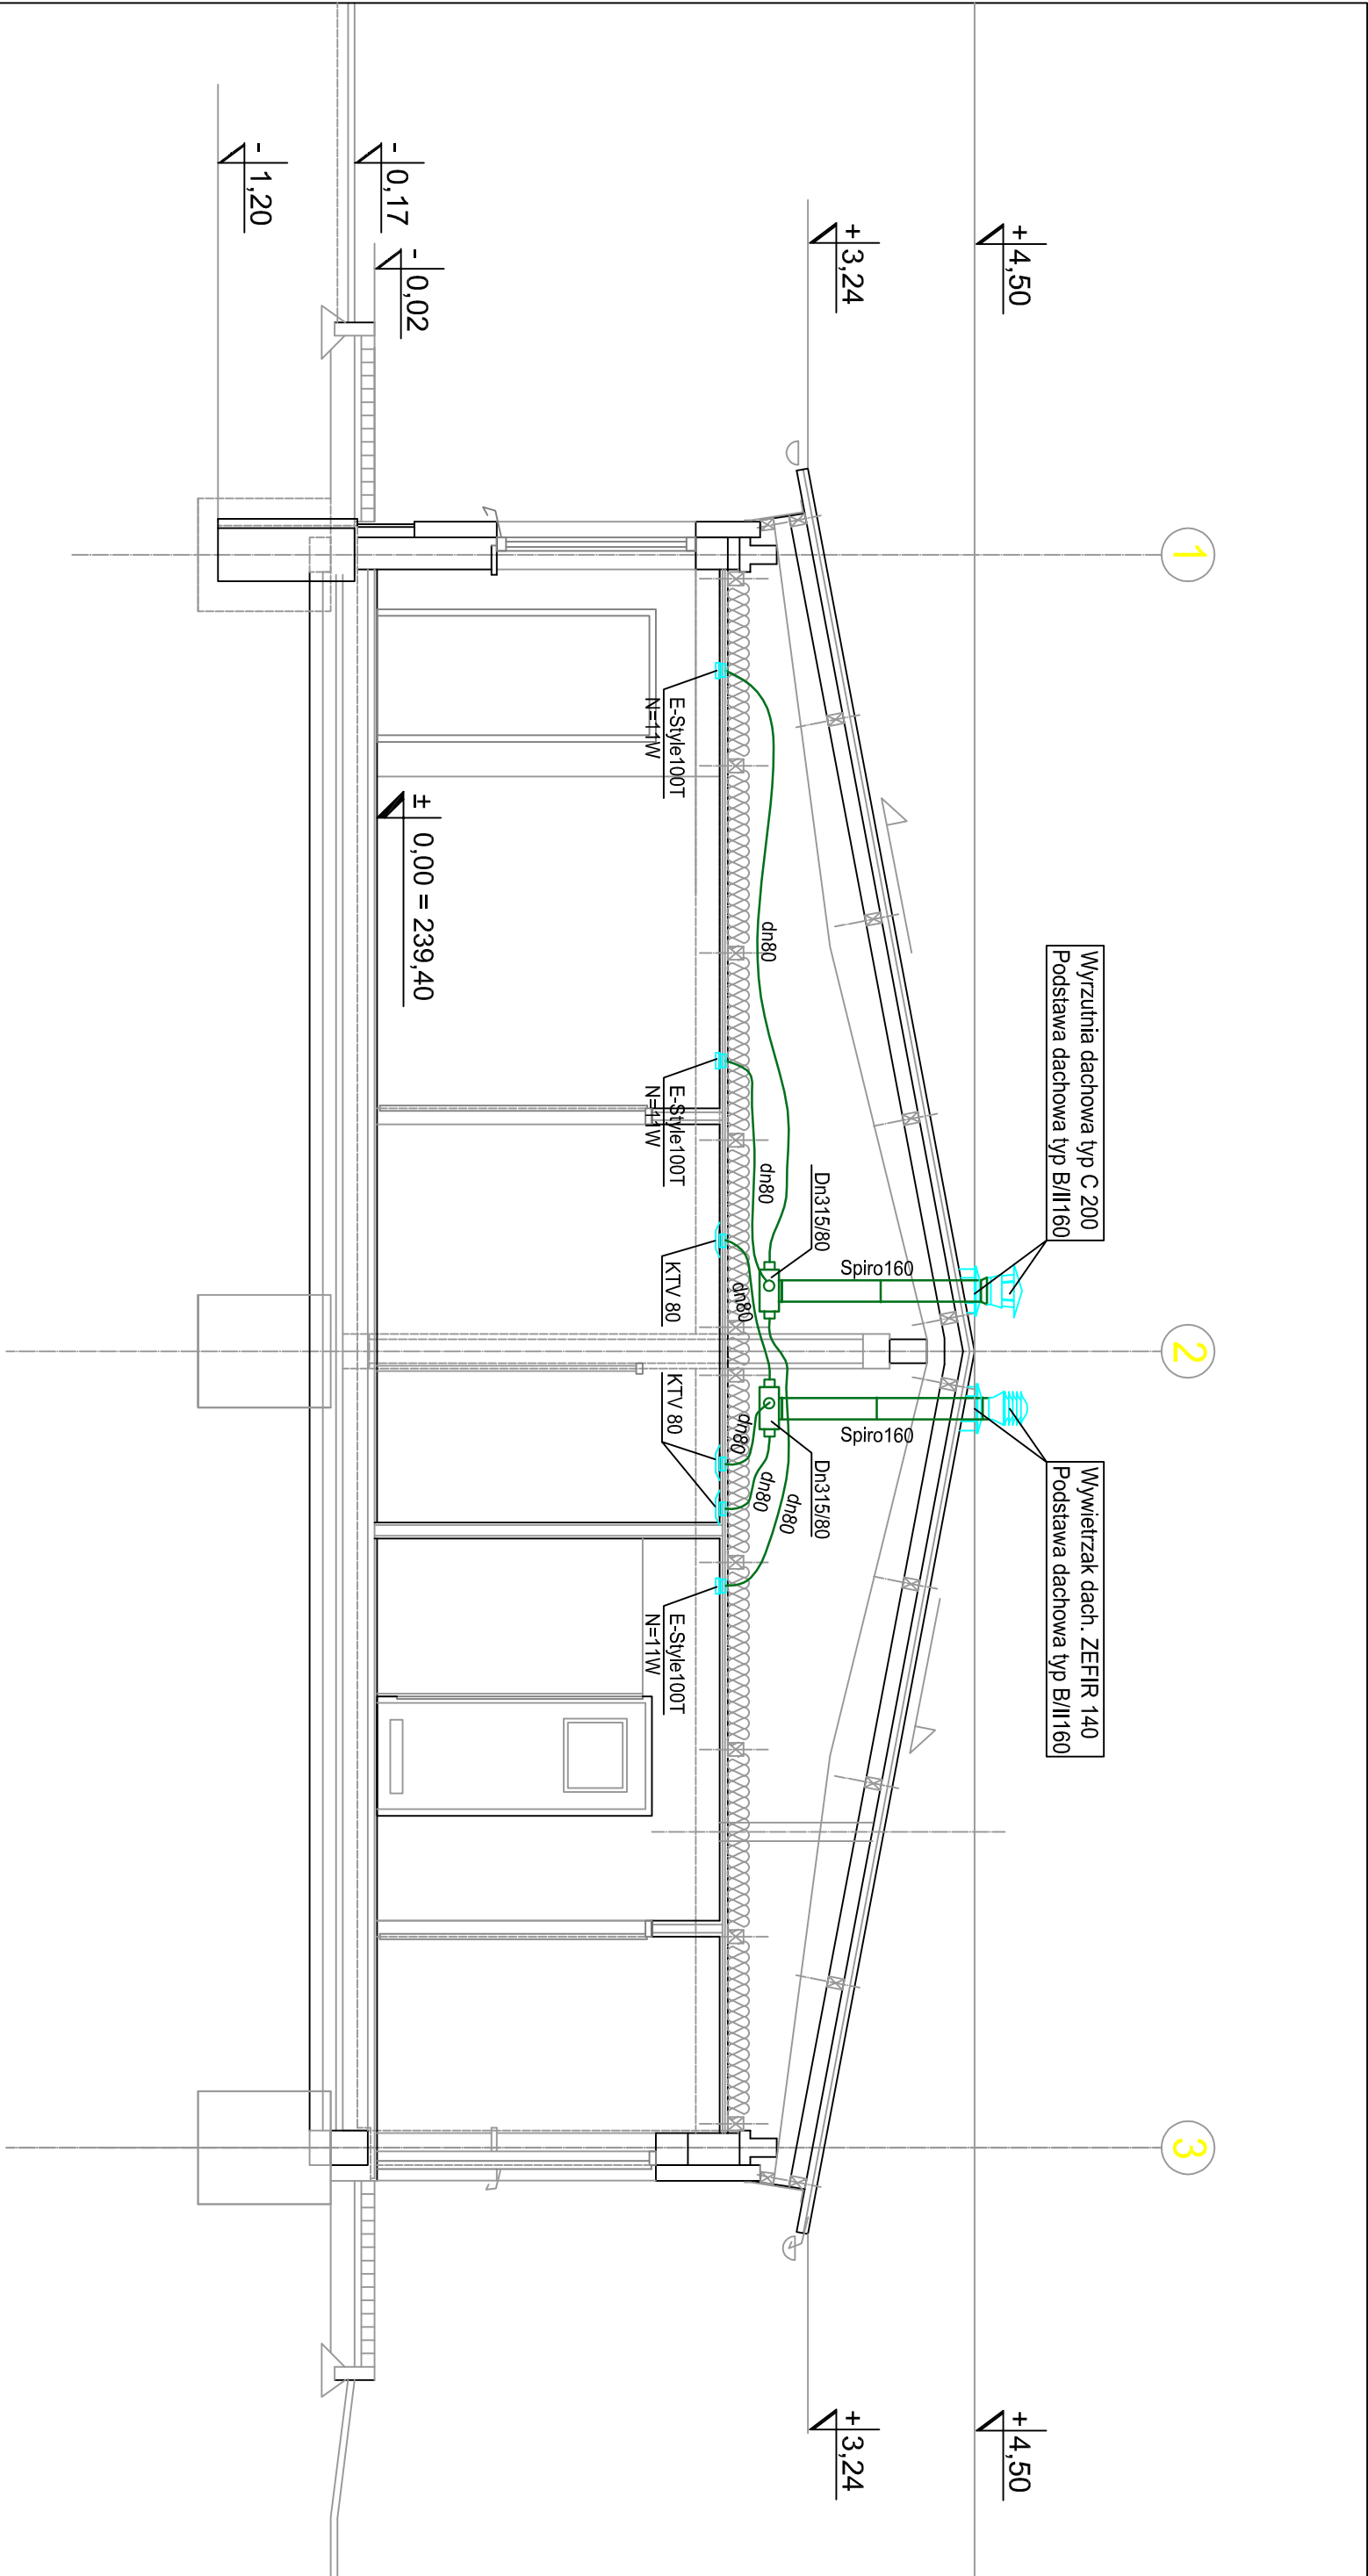 1
2
3
Wyrzutnia dachowa typ C 200
Podstawa dachowa typ B/II160
Wywietrzak dach. ZEFIR 140
Podstawa dachowa typ B/II160
+ 4,50
+ 4,50
+ 3,24
+ 3,24
Spiro160
Spiro160
Dn315/80
Dn315/80
dn80
dn80
dn80
dn80
dn80
dn80
E-Style100T
N=11W
E-Style100T
N=11W
KTV 80
KTV 80
E-Style100T
N=11W
± 0,00 = 239,40
- 0,02
- 0,17
- 1,20